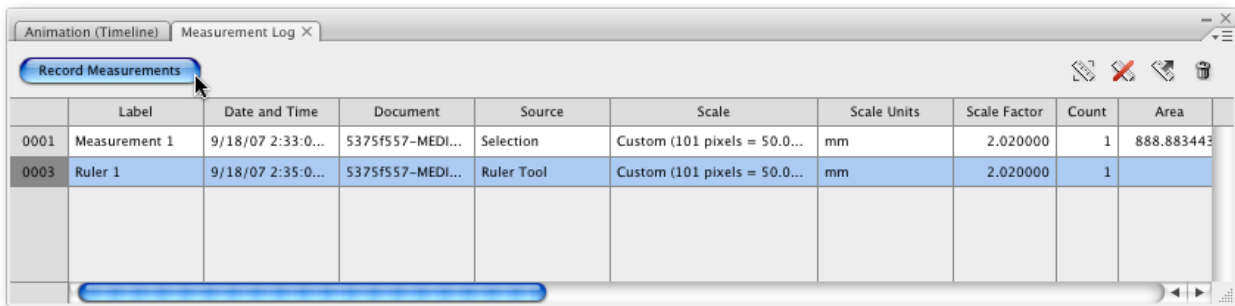 Animation (Timeline) Measurement Log
Record Measurements
Label Date and Time Document Source Scale Scale Units Scale Factor Count Area
0001 Measurement 1 9/18/07 2:33:0... 5375f557-MEDI... Selection Custom (101 pixels = 50.0... mm 2.020000 1 888.883443
0003 Ruler 1 9/18/07 2:35:0... 5375f557-MEDI... Ruler Tool Custom (101 pixels = 50.0... mm 2.020000 1